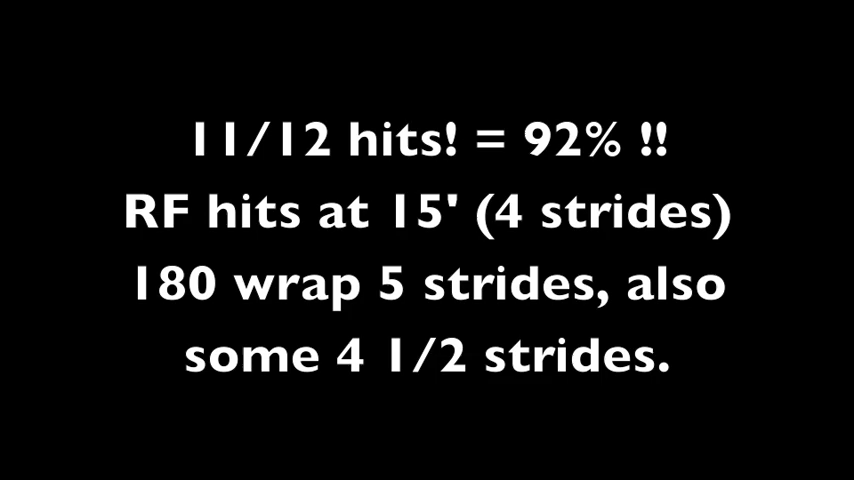 11/12 hits! = 92% !!
RF hits at 15' (4 strides)
180 wrap 5 strides, also
some 4 1/2 strides.